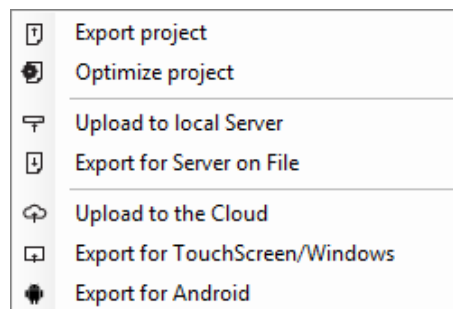 Export project
Optimize project
Upload to local Server
Export for Server on File
Upload to the Cloud
Export for TouchScreen/Windows
Export for Android